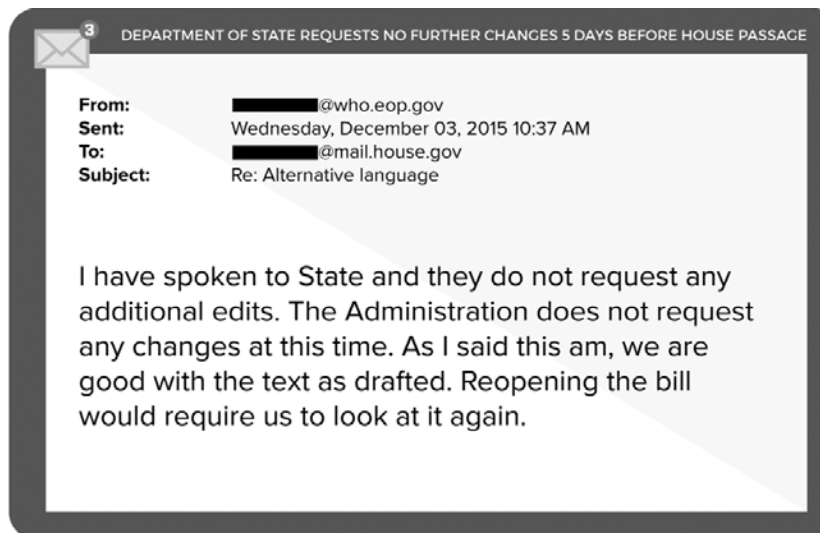 3
DEPARTMENT OF STATE REQUESTS NO FURTHER CHANGES 5 DAYS BEFORE HOUSE PASSAGE
From: @who.eop.gov
Sent: Wednesday, December 03, 2015 10:37 AM
To: @mail.house.gov
Subject: Re: Alternative language
I have spoken to State and they do not request any
additional edits. The Administration does not request
any changes at this time. As I said this am, we are
good with the text as drafted. Reopening the bill
would require us to look at it again.